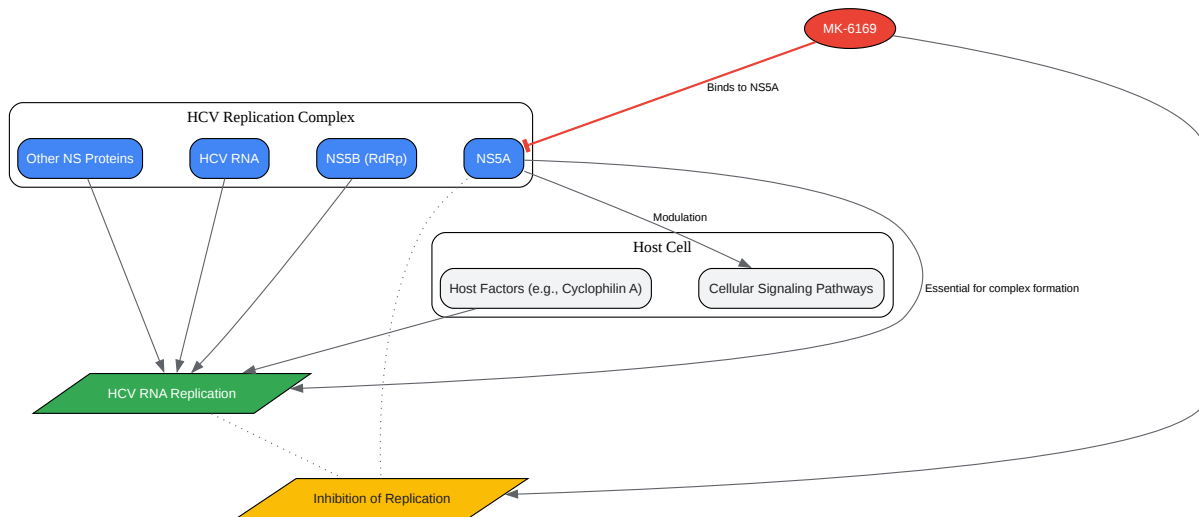 MK-6169
Binds to NS5A
HCV Replication Complex
Other NS Proteins
HCV RNA
NS5B (RdRp)
NS5A
Modulation
Host Cell
Host Factors (e.g., Cyclophilin A)
Cellular Signaling Pathways
Essential for complex formation
HCV RNA Replication
Inhibition of Replication